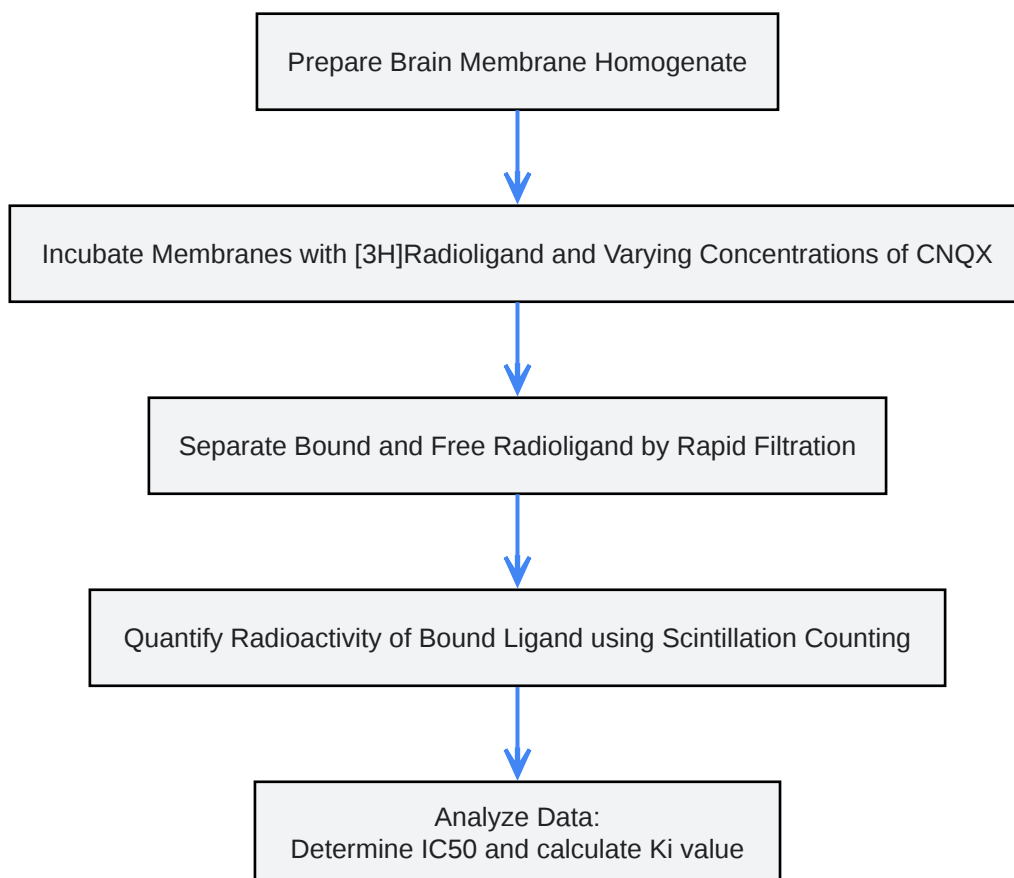 Prepare Brain Membrane Homogenate
Incubate Membranes with [3H]Radioligand and Varying Concentrations of CNQX
Separate Bound and Free Radioligand by Rapid Filtration
Quantify Radioactivity of Bound Ligand using Scintillation Counting
Analyze Data:
Determine IC50 and calculate Ki value